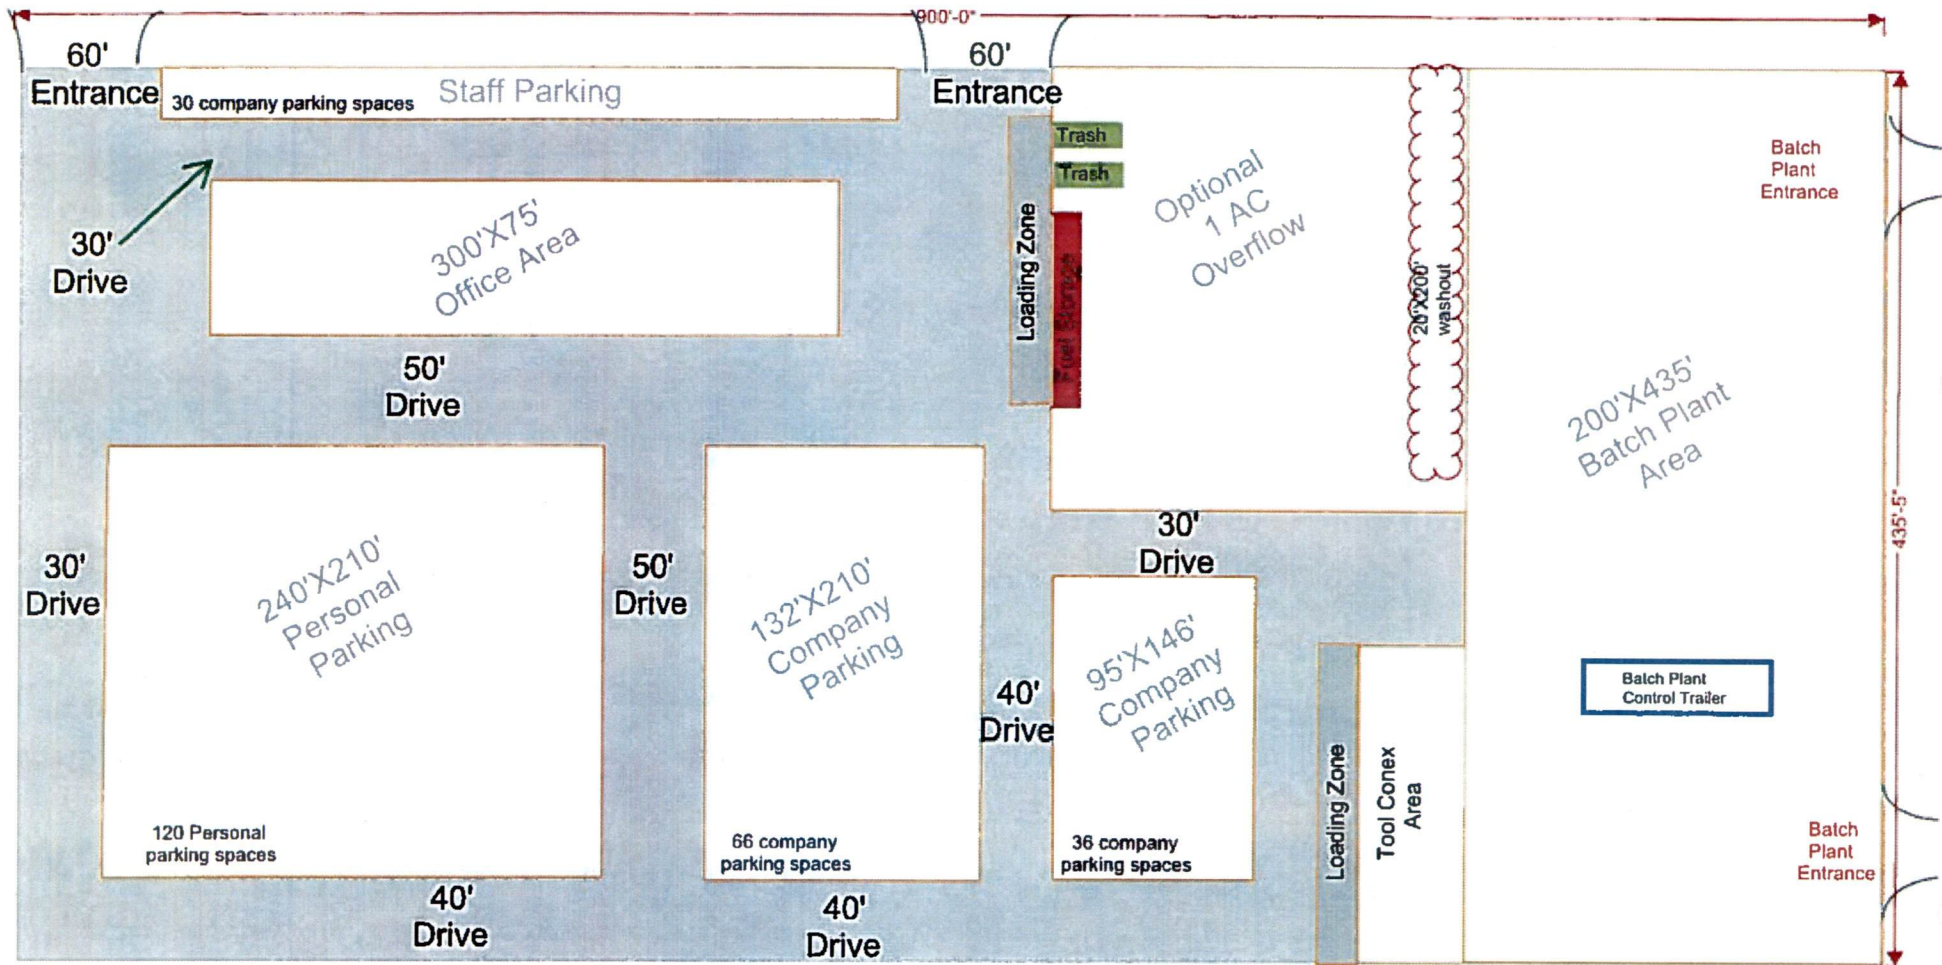 900'-0"
60'
Entrance
30 company parking spaces
Staff Parking
60'
Entrance
Trash
Trash
Loading Zone
Fuel Storage
Optional
1 AC
Overflow
20'X200'
washout
Batch
Plant
Entrance
30'
Drive
300'X75'
Office Area
50'
Drive
200'X435'
Batch Plant
Area
435'-5"
30'
Drive
240'X210'
Personal
Parking
120 Personal
parking spaces
50'
Drive
132'X210'
Company
Parking
66 company
parking spaces
40'
Drive
30'
Drive
95'X146'
Company
Parking
36 company
parking spaces
Loading Zone
Tool Conex
Area
Batch Plant
Control Trailer
Batch
Plant
Entrance
40'
Drive
40'
Drive